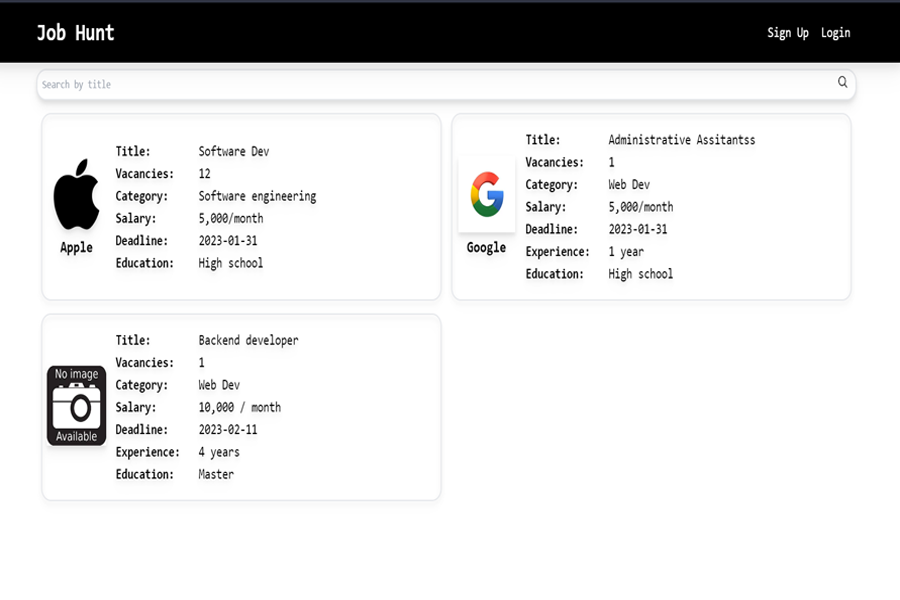 Job Hunt
Sign Up Login
Search by title
Title: Software Dev
Vacancies: 12
Category: Software engineering
Salary: 5,000/month
Deadline: 2023-01-31
Education: High school
Apple
Title: Administrative Assitantss
Vacancies: 1
Category: Web Dev
Salary: 5,000/month
Deadline: 2023-01-31
Experience: 1 year
Education: High school
G
Google
Title: Backend developer
Vacancies: 1
Category: Web Dev
Salary: 10,000 / month
Deadline: 2023-02-11
Experience: 4 years
Education: Master
No image
Available